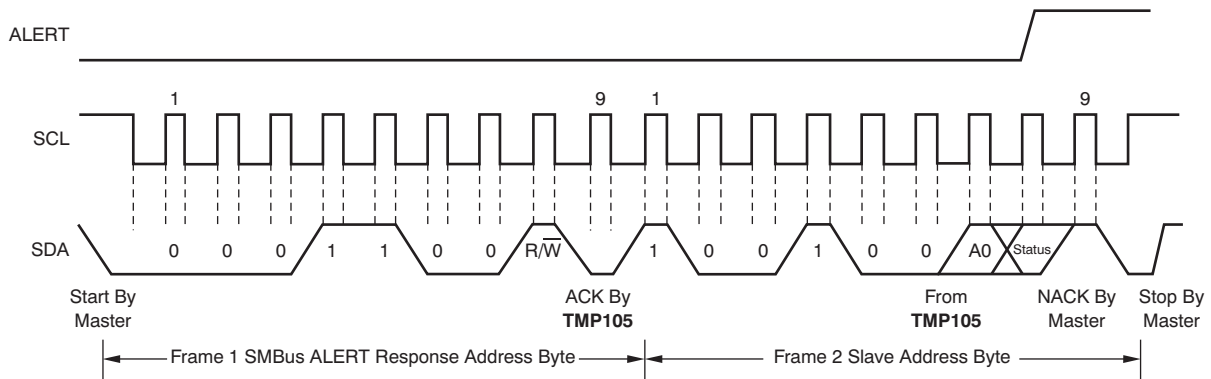 ALERT
1 9 1 9
SCL
SDA 0 0 0 1 1 0 0 R/W̅ 1 0 0 1 0 0 A0 Status
Start By Master
ACK By TMP105
From TMP105
NACK By Master
Stop By Master
Frame 1 SMBus ALERT Response Address Byte
Frame 2 Slave Address Byte